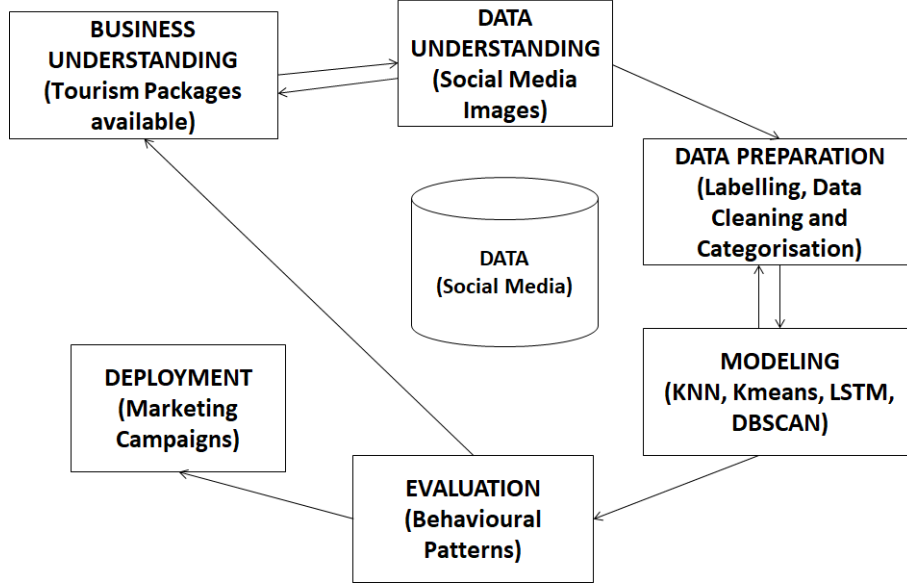 BUSINESS
UNDERSTANDING
(Tourism Packages
available)
DATA
UNDERSTANDING
(Social Media
Images)
DATA PREPARATION
(Labelling, Data
Cleaning and
Categorisation)
DATA
(Social Media)
MODELING
(KNN, Kmeans, LSTM,
DBSCAN)
EVALUATION
(Behavioural
Patterns)
DEPLOYMENT
(Marketing
Campaigns)